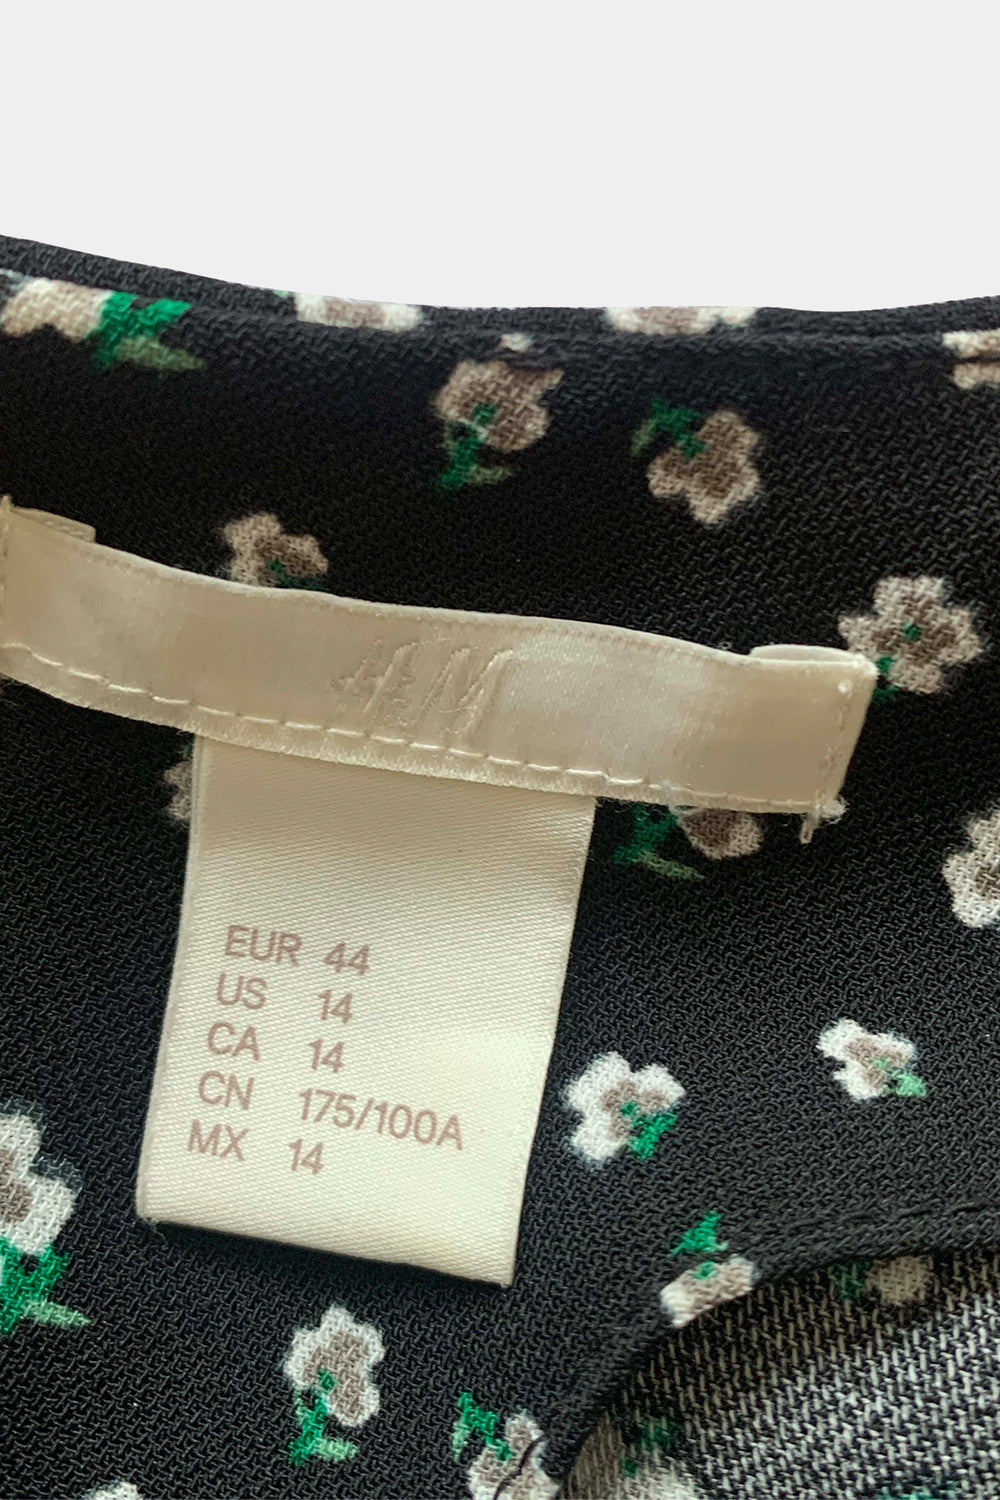 H&M
EUR 44
US 14
CA 14
CN 175/100A
MX 14